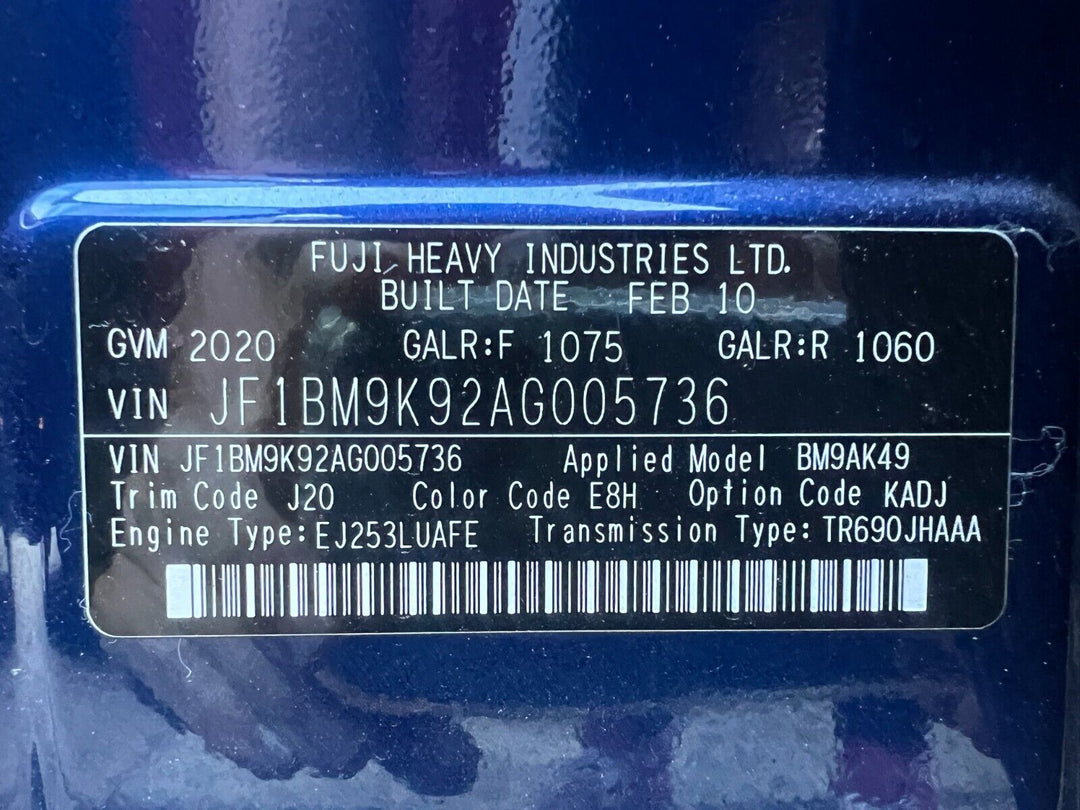 FUJI HEAVY INDUSTRIES LTD.
BUILT DATE FEB 10
GVM 2020 GALR:F 1075 GALR:R 1060
VIN JF1BM9K92AG005736
VIN JF1BM9K92AG005736 Applied Model BM9AK49
Trim Code J20 Color Code E8H Option Code KADJ
Engine Type:EJ253LUAFE Transmission Type:TR690JHAAA